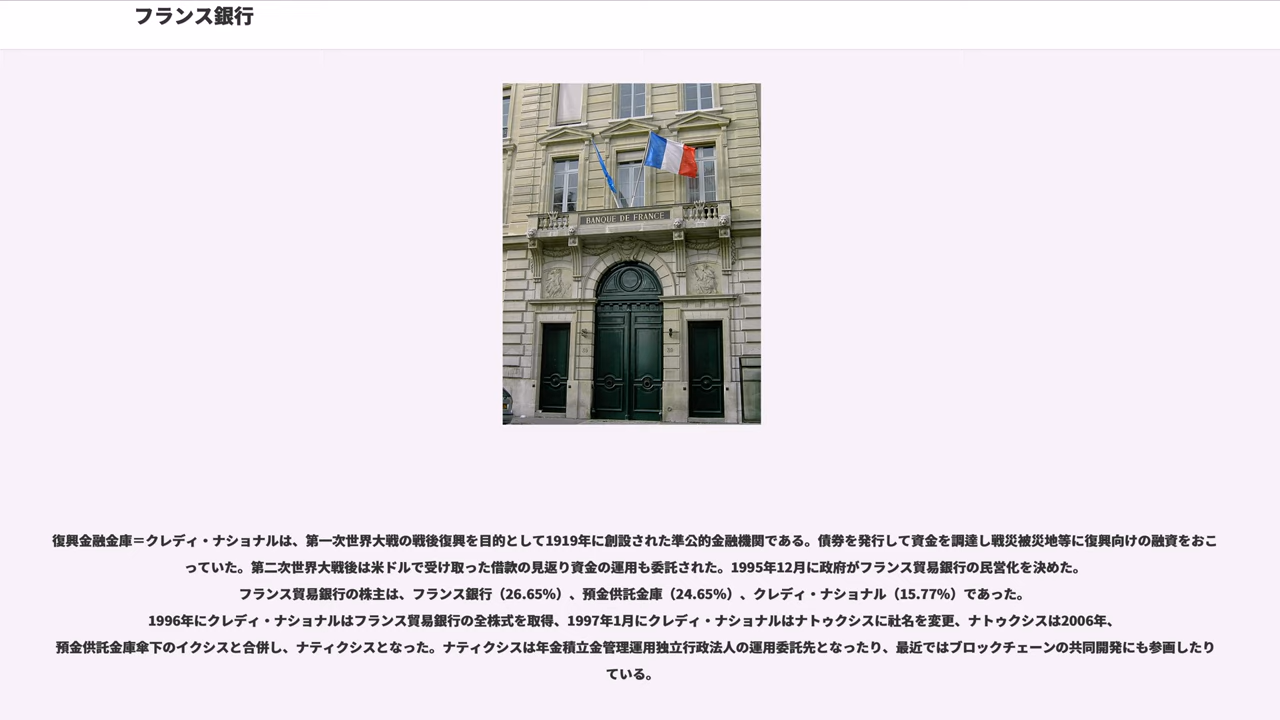 フランス銀行
BANQUE DE FRANCE
復興金融金庫＝クレディ・ナショナルは、第一次世界大戦の戦後復興を目的として1919年に創設された準公的金融機関である。債券を発行して資金を調達し戦災被災地等に復興向けの融資をおこ
っていた。第二次世界大戦後は米ドルで受け取った借款の見返り資金の運用も委託された。1995年12月に政府がフランス貿易銀行の民営化を決めた。
フランス貿易銀行の株主は、フランス銀行（26.65%）、預金供託金庫（24.65%）、クレディ・ナショナル（15.77%）であった。
1996年にクレディ・ナショナルはフランス貿易銀行の全株式を取得、1997年1月にクレディ・ナショナルはナトゥクシスに社名を変更、ナトゥクシスは2006年、
預金供託金庫傘下のイクシスと合併し、ナティクシスとなった。ナティクシスは年金積立金管理運用独立行政法人の運用委託先となったり、最近ではブロックチェーンの共同開発にも参画したり
ている。